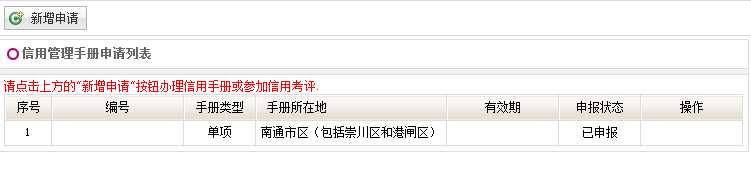 新增申请
信用管理手册申请列表
请点击上方的"新增申请"按钮办理信用手册或参加信用考评.
序号 编号 手册类型 手册所在地 有效期 申报状态 操作
1 单项 南通市区（包括崇川区和港闸区） 已申报